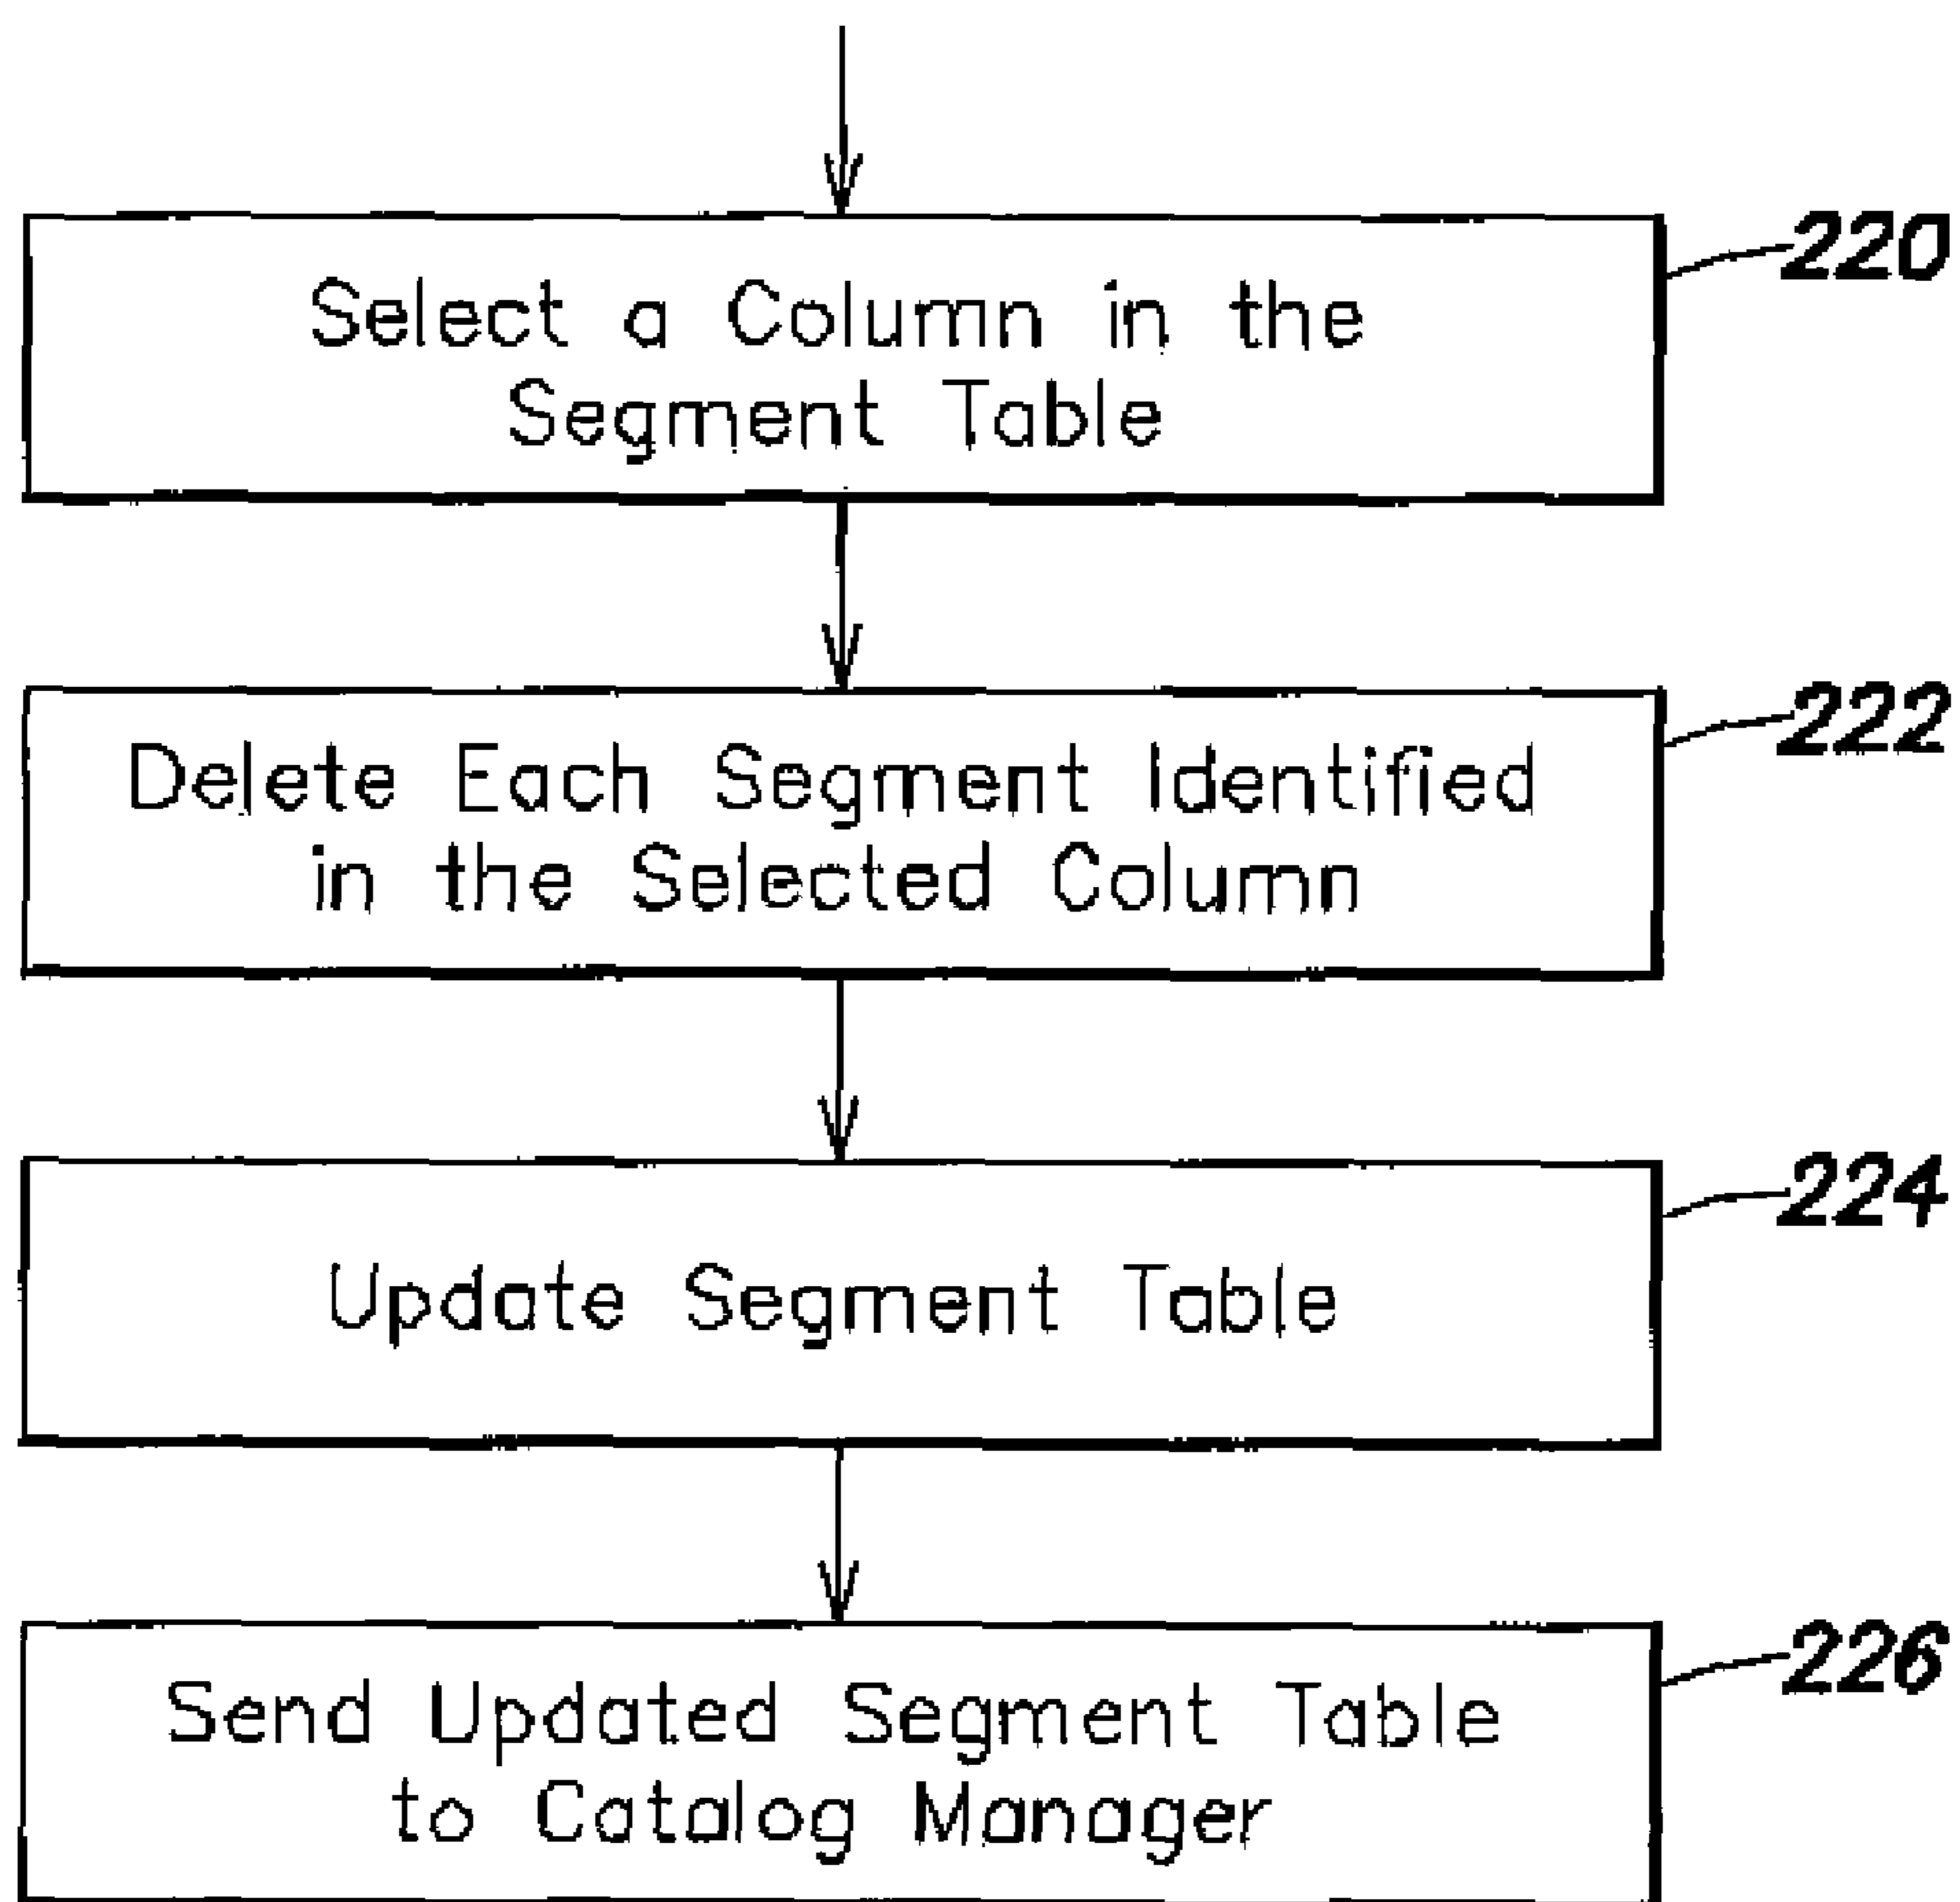 220
Select a Column in the
Segment Table
222
Delete Each Segment Identified
in the Selected Column
224
Update Segment Table
226
Send Updated Segment Table
to Catalog Manager